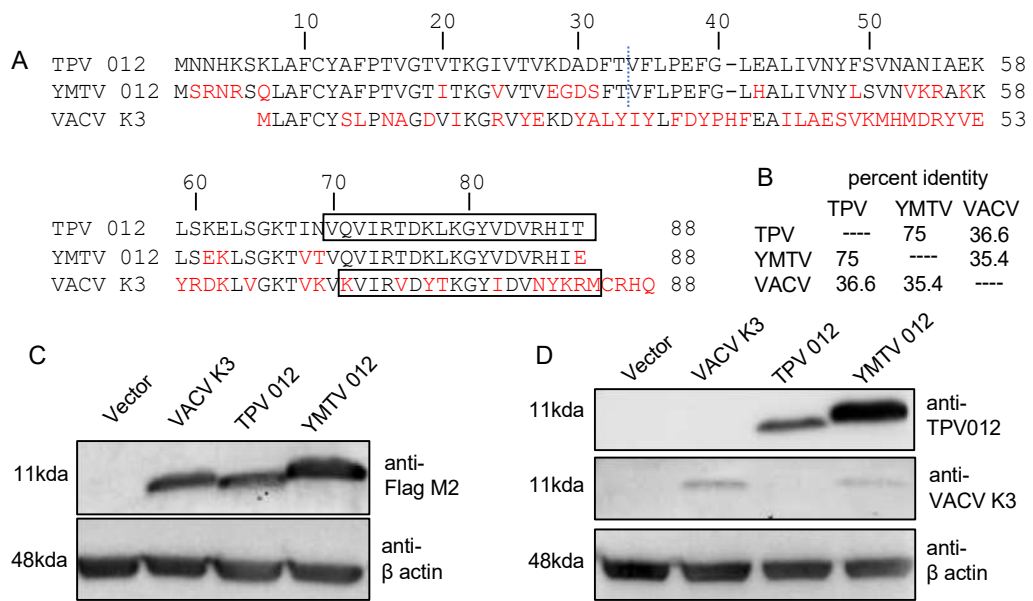 A
10 20 30 40 50
TPV 012 MNNHKSKLAFCYAFPTVGTVTKGIVTVKDADFTVFLPEFG-LEALIVNYFSVNANIAEK 58
YMTV 012 MSRNRSQLAFCYAFPTVGTITKGVVTVEGDSFTVFLPEFG-LHALIVNYLSVNVKRAKK 58
VACV K3 MLAFCYSLPNAGDVIKGRVYEKDYALYIYLFDYPHFEAILAESVKMHMDRYVE 53
60 70 80
TPV 012 LSKELSGKTINVQVIRTDKLKGYVDVRHIT 88
YMTV 012 LSEKLSGKTVTVQVIRTDKLKGYVDVRHIE 88
VACV K3 YRDKLVGKTVKVKVIRVDYTKGYIDVNYKRMCRHQ 88
B percent identity
TPV YMTV VACV
TPV ---- 75 36.6
YMTV 75 ---- 35.4
VACV 36.6 35.4 ----
C
Vector VACV K3 TPV 012 YMTV 012
11kda anti-
Flag M2
48kda anti-
β actin
D
Vector VACV K3 TPV 012 YMTV 012
11kda anti-
TPV012
11kda anti-
VACV K3
48kda anti-
β actin